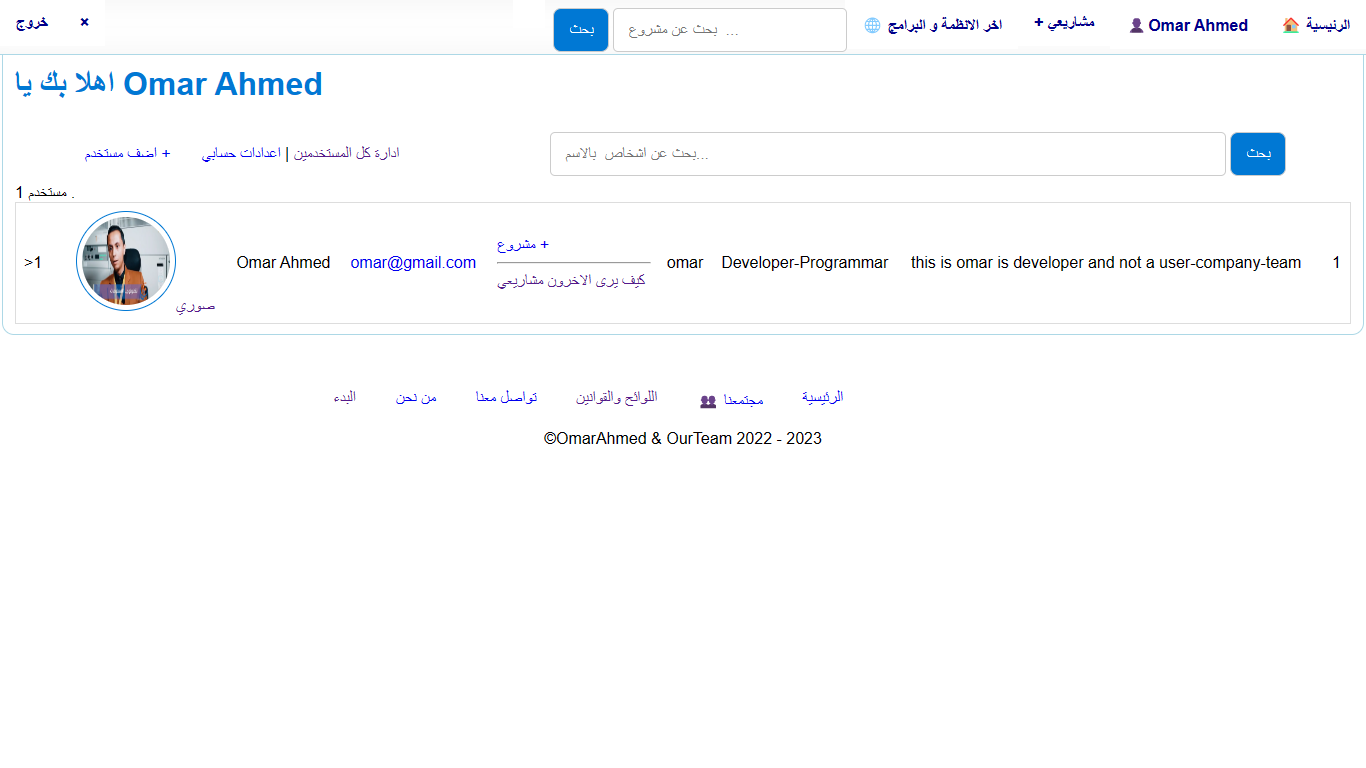 الرئيسية 🏠 Omar Ahmed 👤 مشاريعي + اخر الانظمة و البرامج 🌐 بحث عن مشروع ... بحث × خروج
اهلا بك يا Omar Ahmed
بحث بحث عن اشخاص بالاسم... ادارة كل المستخدمين | اعدادات حسابي + اضف مستخدم
1 مستخدم .
>1 صوري Omar Ahmed omar@gmail.com + مشروع omar Developer-Programmar this is omar is developer and not a user-company-team 1
كيف يرى الاخرون مشاريعي
الرئيسية مجتمعنا 👥 اللوائح والقوانين تواصل معنا من نحن البدء
©OmarAhmed & OurTeam 2022 - 2023